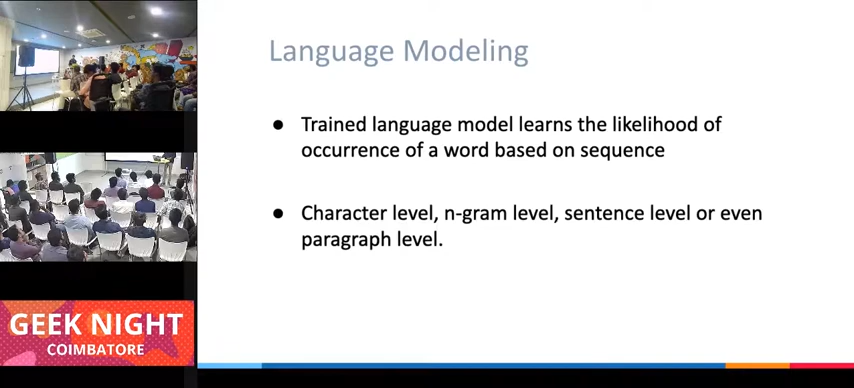 Language Modeling
● Trained language model learns the likelihood of
occurrence of a word based on sequence
● Character level, n-gram level, sentence level or even
paragraph level.
GEEK NIGHT
COIMBATORE